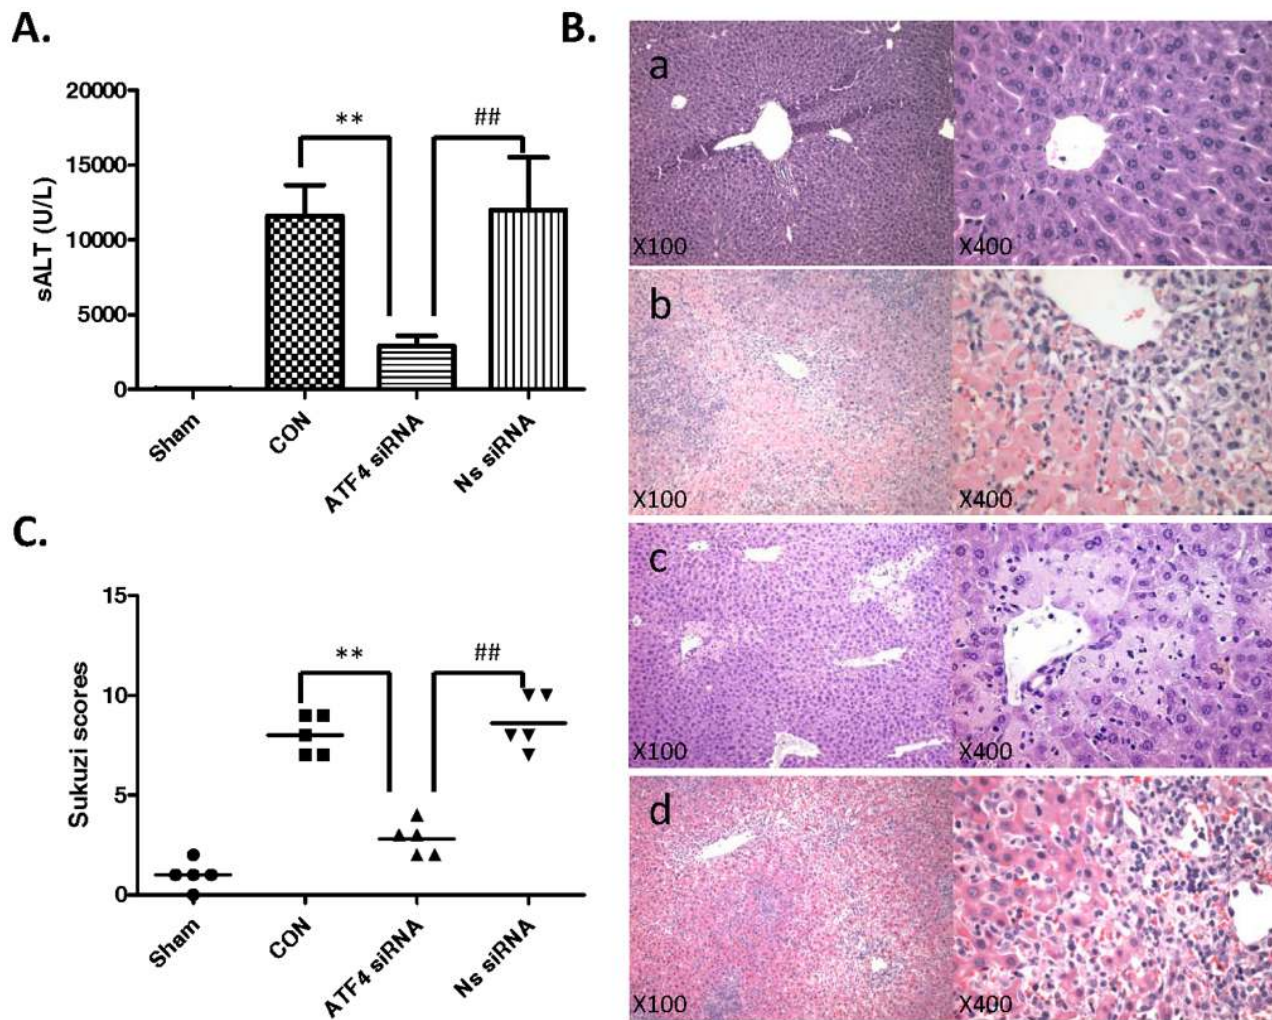 A.
20000
15000
10000
5000
0
sALT (U/L)
**
##
Sham
CON
ATF4 siRNA
Ns siRNA
B.
a
X100
X400
b
X100
X400
c
X100
X400
d
X100
X400
C.
15
10
5
0
Sukuzi scores
**
##
Sham
CON
ATF4 siRNA
Ns siRNA